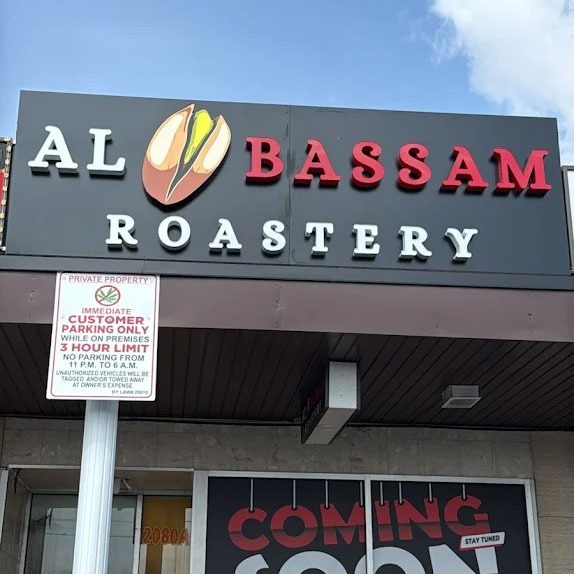 AL BASSAM
ROASTERY
PRIVATE PROPERTY
IMMEDIATE
CUSTOMER
PARKING ONLY
WHILE ON PREMISES
3 HOUR LIMIT
NO PARKING FROM
11 P.M. TO 6 A.M.
UNAUTHORIZED VEHICLES WILL BE
TAGGED AND/OR TOWED AWAY
AT OWNER'S EXPENSE
2080A
COMING
STAY TUNED
SOON